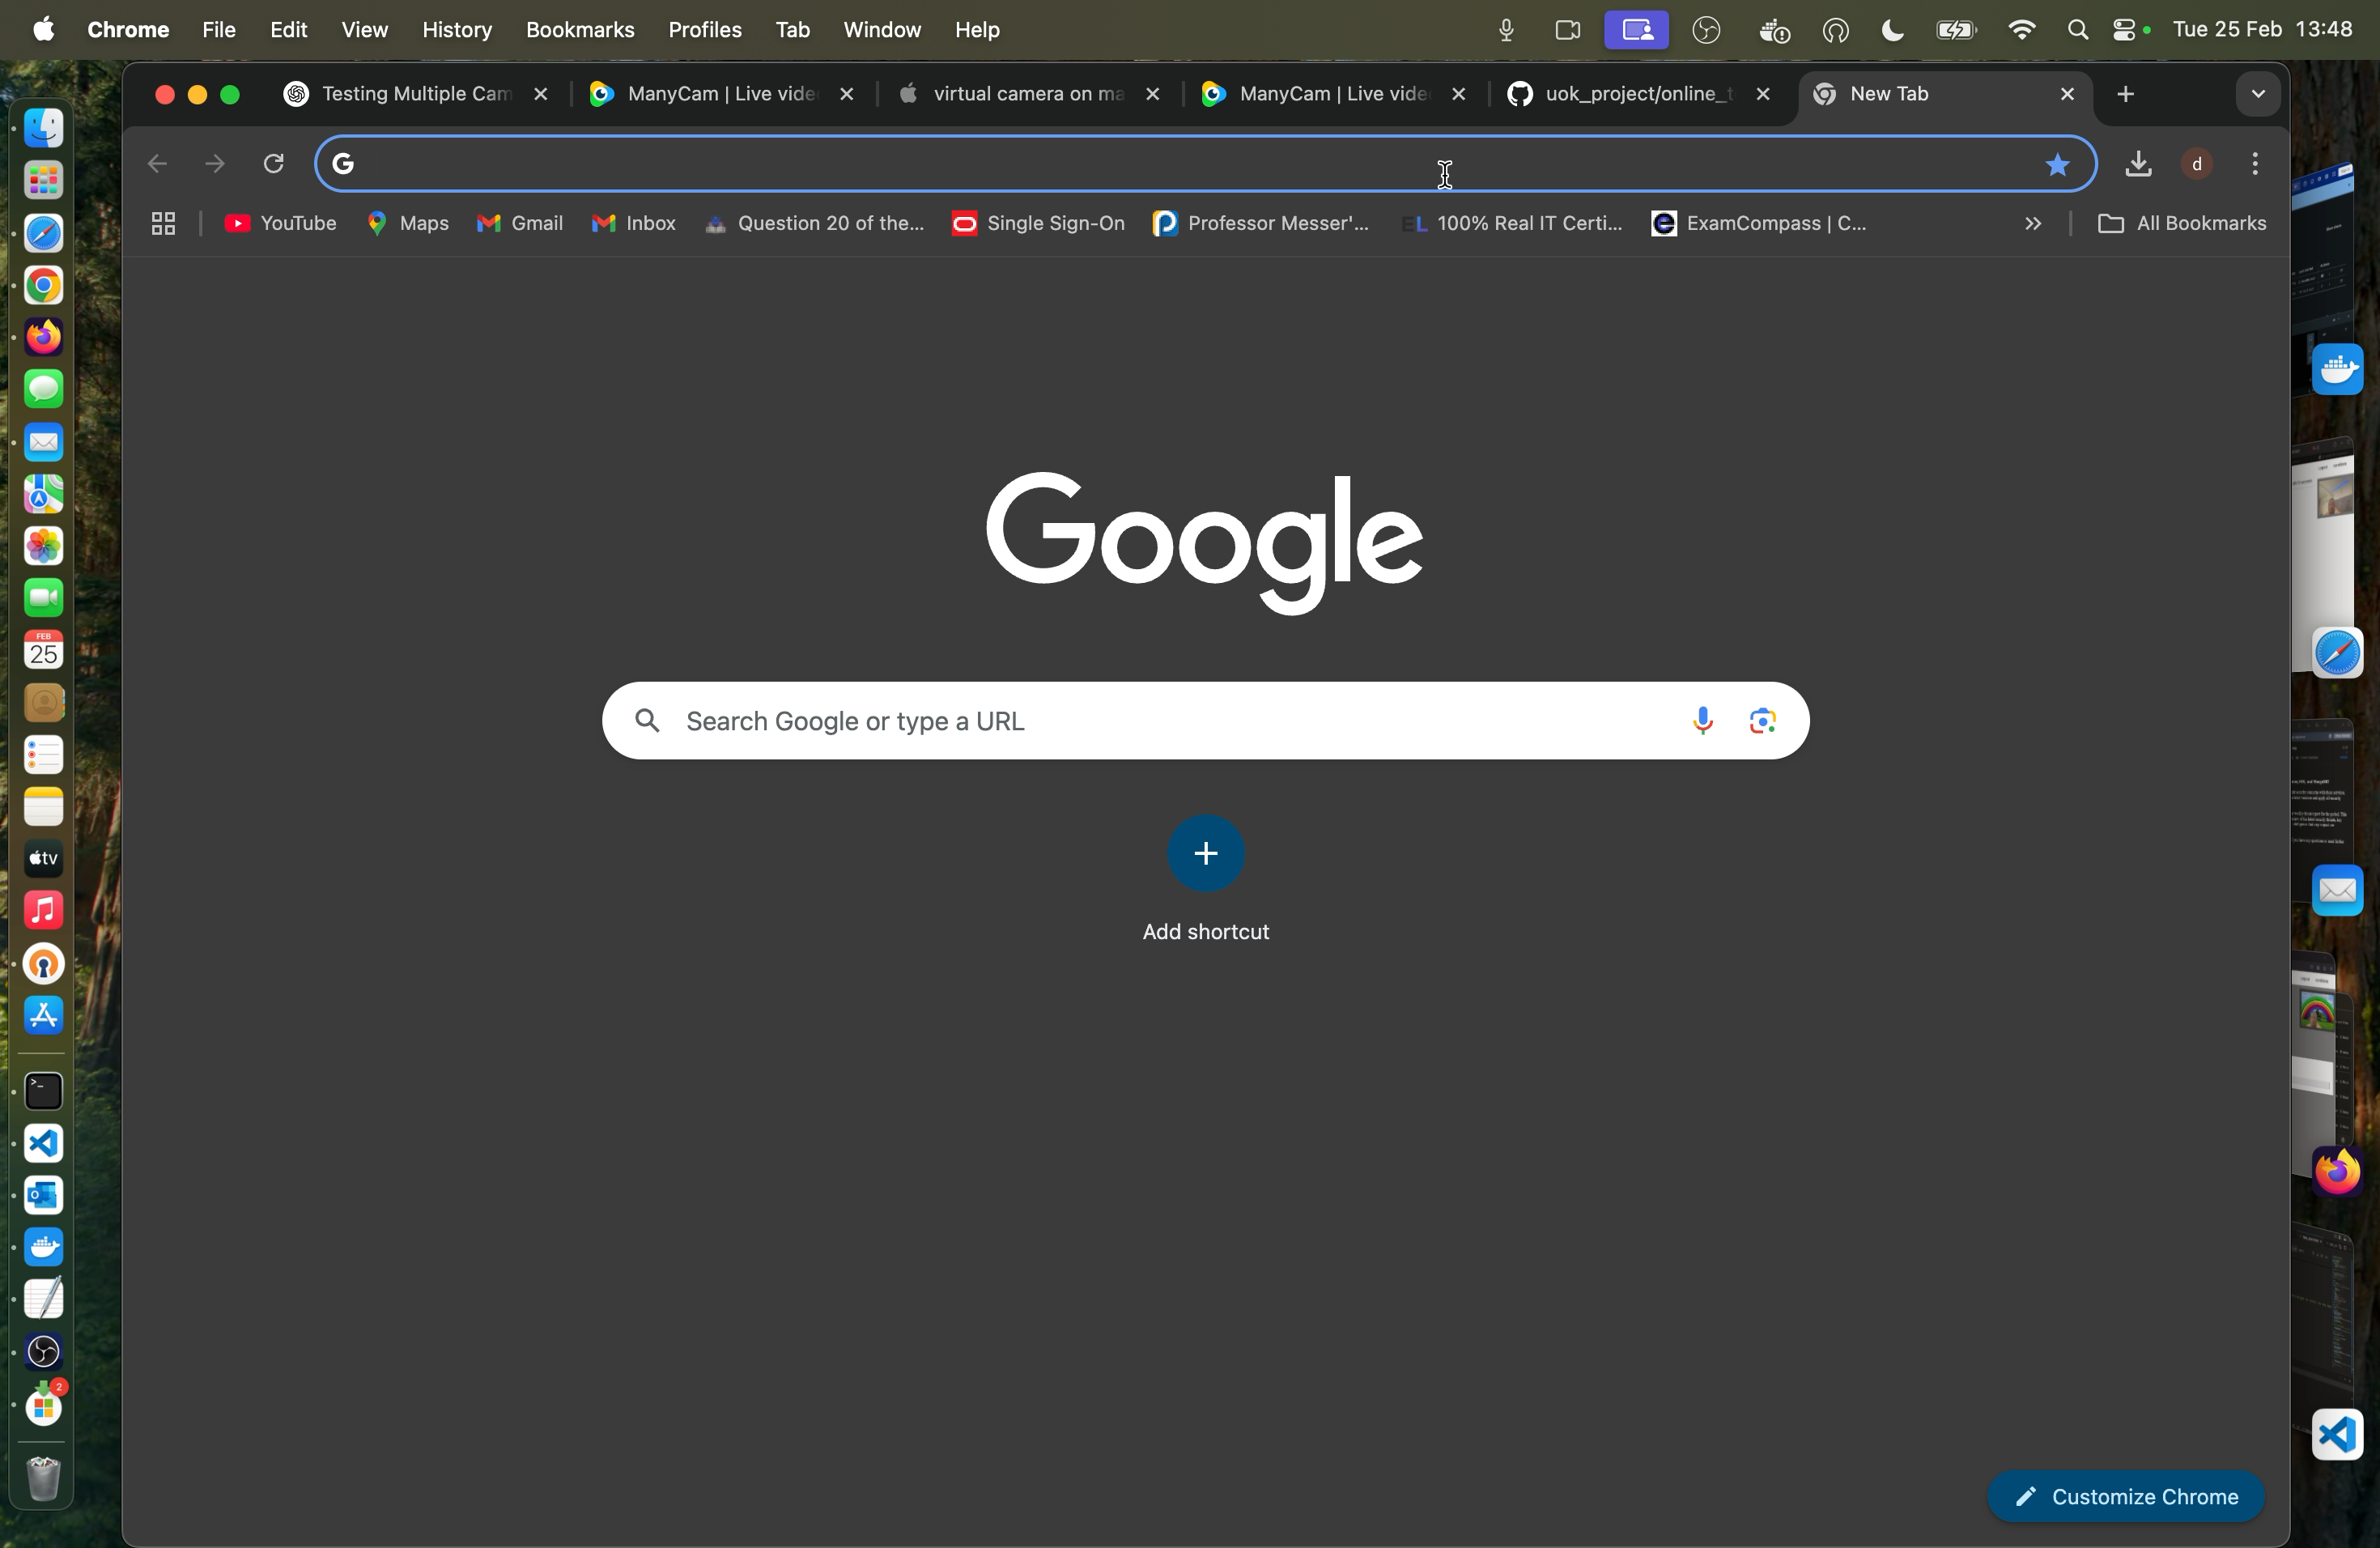 Chrome File Edit View History Bookmarks Profiles Tab Window Help Tue 25 Feb 13:48
Testing Multiple Cam ManyCam | Live vide virtual camera on ma ManyCam | Live vide uok_project/online_t New Tab
d
YouTube Maps Gmail Inbox Question 20 of the... Single Sign-On Professor Messer'... EL 100% Real IT Certi... ExamCompass | C... All Bookmarks
Google
Search Google or type a URL
Add shortcut
Customize Chrome
FEB
25
tv
2